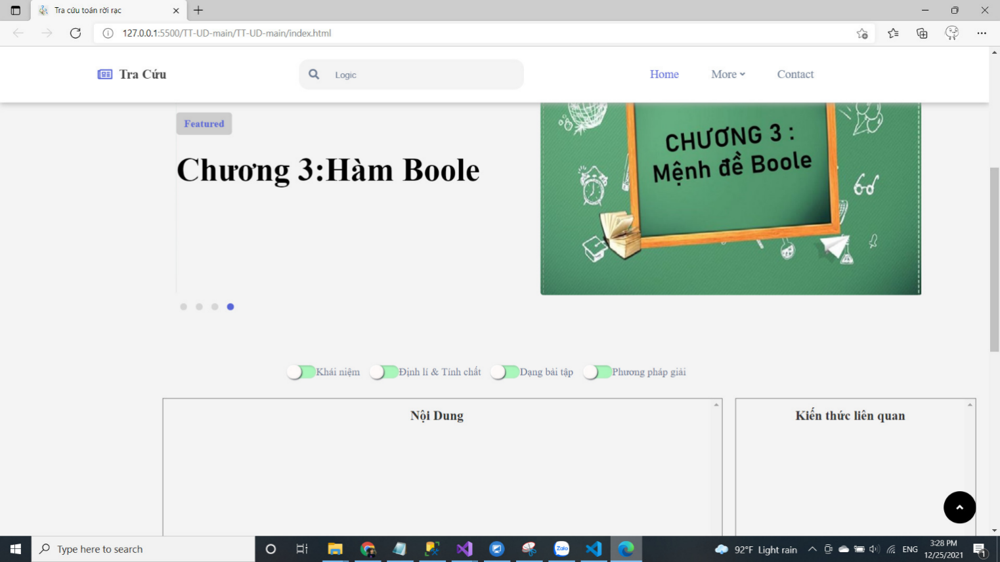 Tra cứu toán rời rạc
127.0.0.1:5500/TT-UD-main/TT-UD-main/index.html
Tra Cứu
Logic
Home
More
Contact
Featured
Chương 3:Hàm Boole
CHƯƠNG 3 :
Mệnh đề Boole
Khái niệm
Định lí & Tính chất
Dạng bài tập
Phương pháp giải
Nội Dung
Kiến thức liên quan
Type here to search
Zalo
92°F Light rain
ENG
3:28 PM
12/25/2021
1